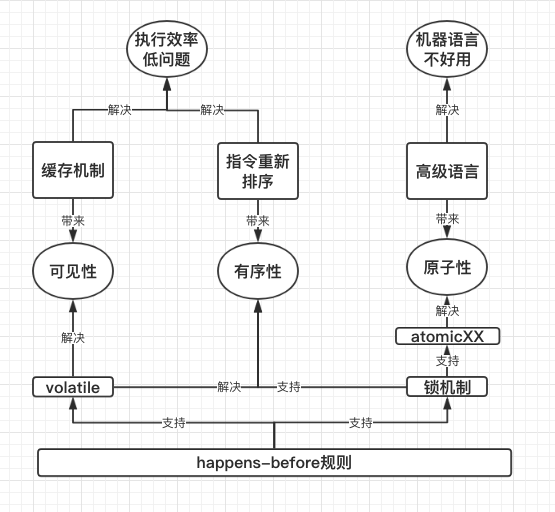 执行效率
低问题
机器语言
不好用
解决
解决
解决
缓存机制
指令重新
排序
高级语言
带来
带来
带来
可见性
有序性
原子性
解决
解决
atomicXX
支持
volatile
解决
支持
锁机制
支持
支持
happens-before规则